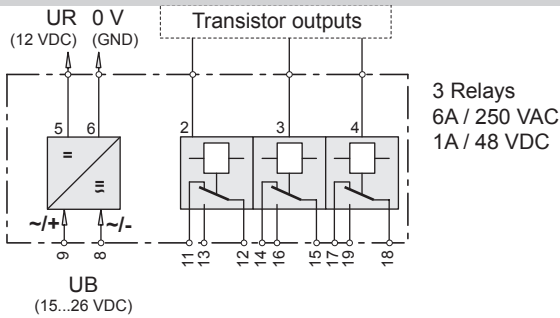 UR 0 V
(12 VDC) (GND)
Transistor outputs
3 Relays
6A / 250 VAC
1A / 48 VDC
5 6 2 3 4
~/+ ~/-
9 8 11 13 12 14 16 15 17 19 18
UB
(15...26 VDC)